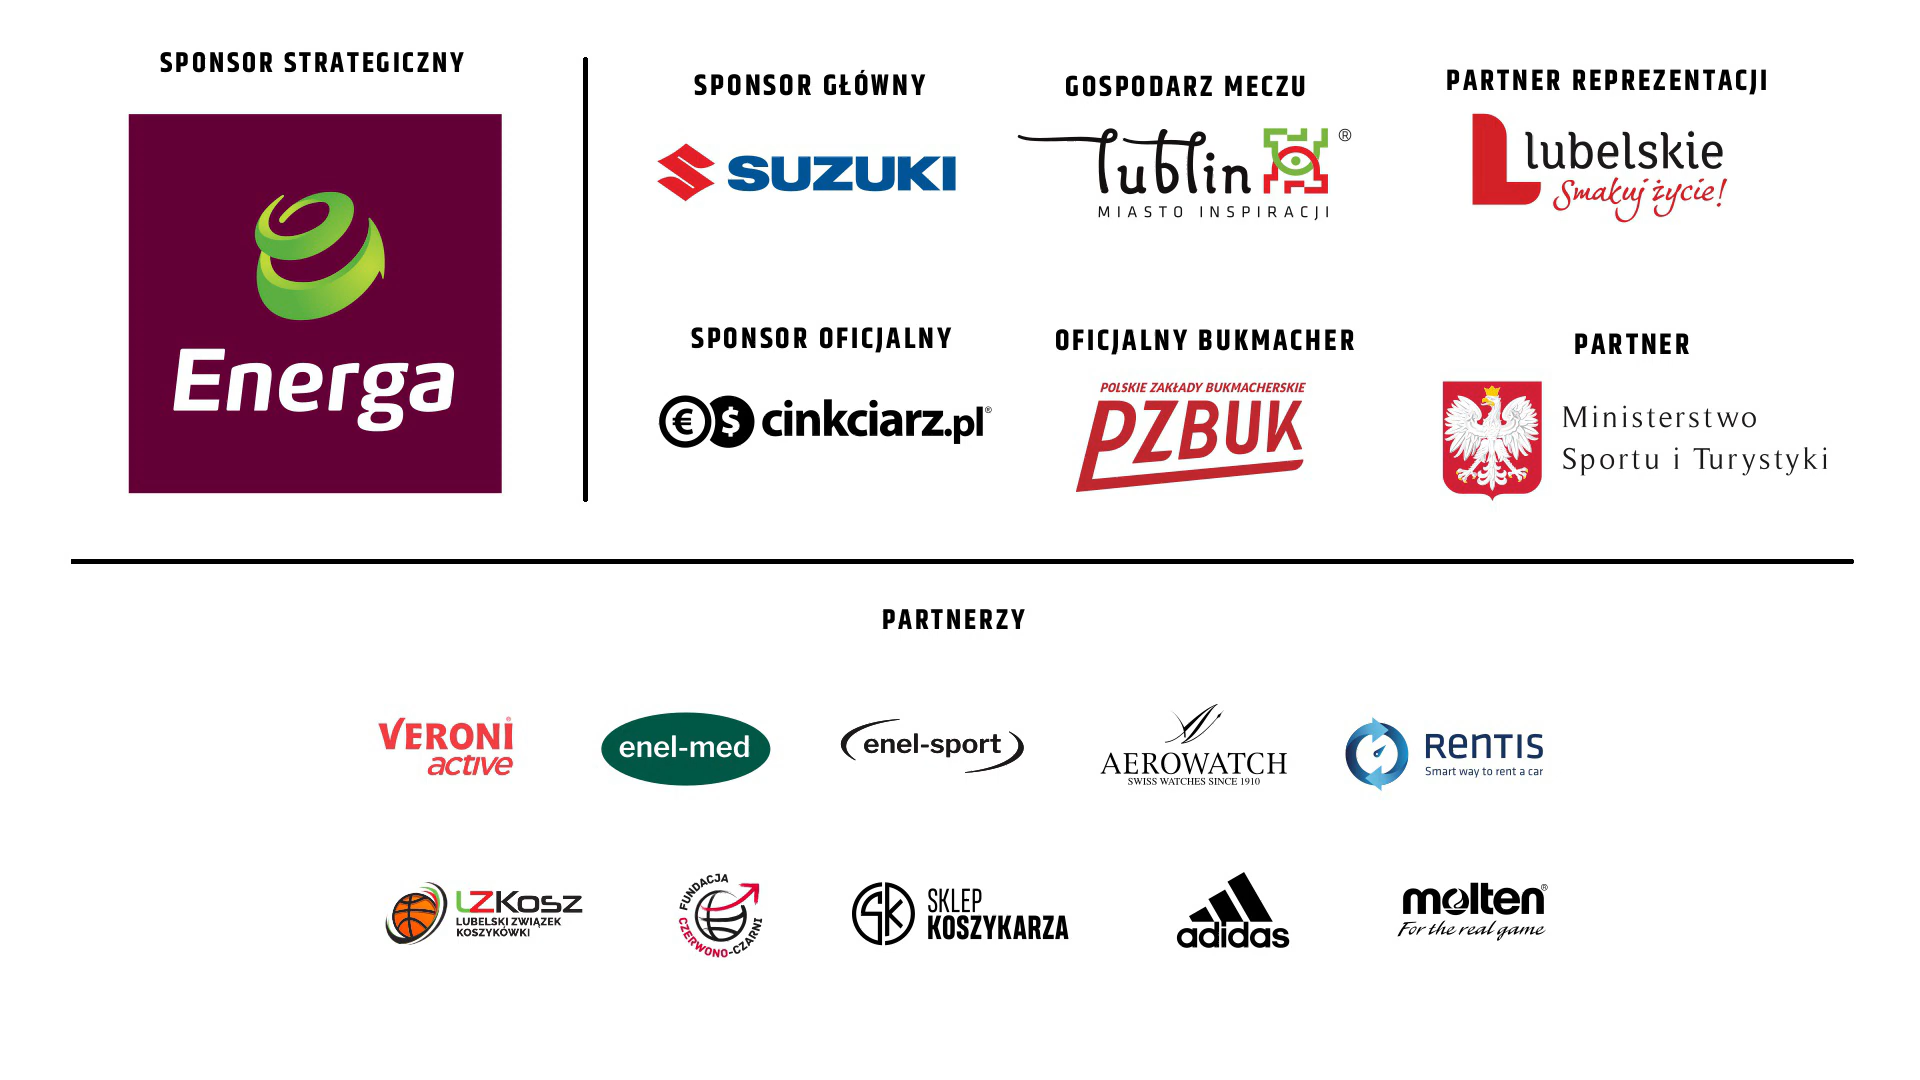 SPONSOR STRATEGICZNY
Energa
SPONSOR GŁÓWNY
SUZUKI
GOSPODARZ MECZU
lublin ®
MIASTO INSPIRACJI
PARTNER REPREZENTACJI
lubelskie
Smakuj życie!
SPONSOR OFICJALNY
€ $ cinkciarz.pl®
OFICJALNY BUKMACHER
POLSKIE ZAKŁADY BUKMACHERSKIE
PZBUK
PARTNER
Ministerstwo
Sportu i Turystyki
PARTNERZY
VERONI®
active
enel-med
enel-sport
AEROWATCH
SWISS WATCHES SINCE 1910
RENTIS
Smart way to rent a car
LZKosz
LUBELSKI ZWIĄZEK
KOSZYKÓWKI
FUNDACJA
CZERWONO-CZARNI
SK SKLEP
KOSZYKARZA
adidas
molten®
For the real game